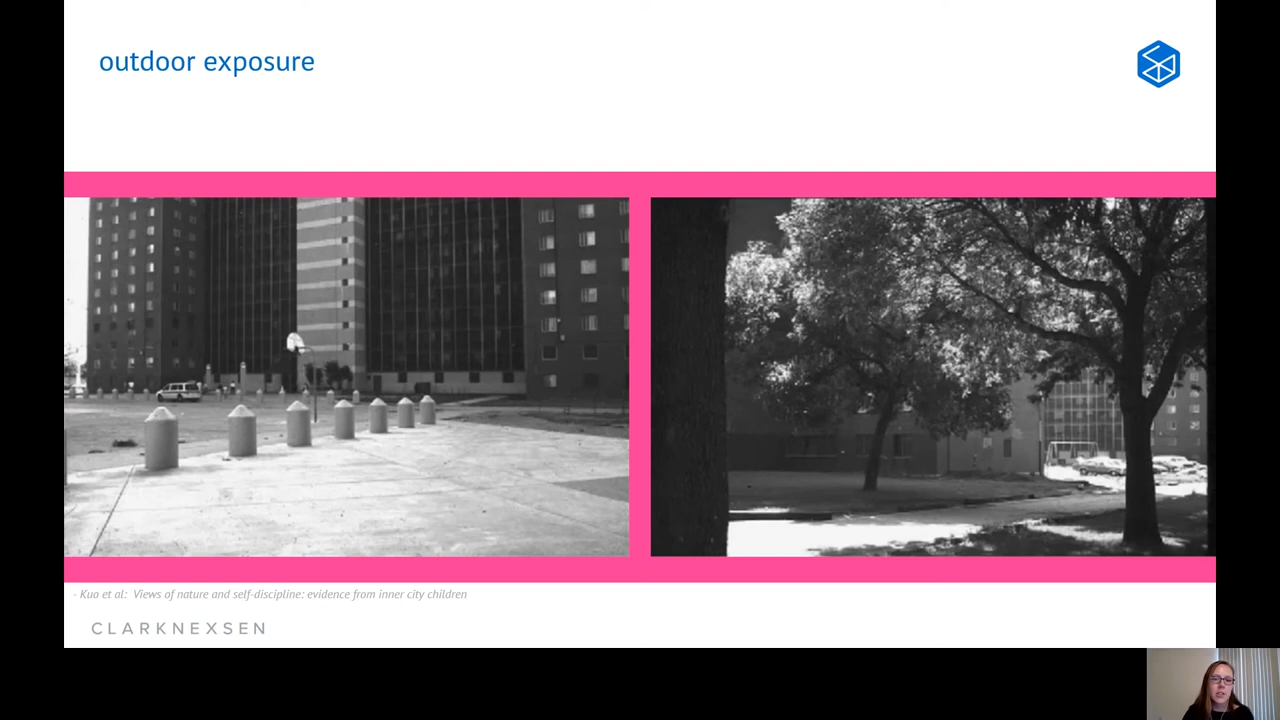 outdoor exposure
- Kuo et al:  Views of nature and self-discipline: evidence from inner city children
CLARKNEXSEN